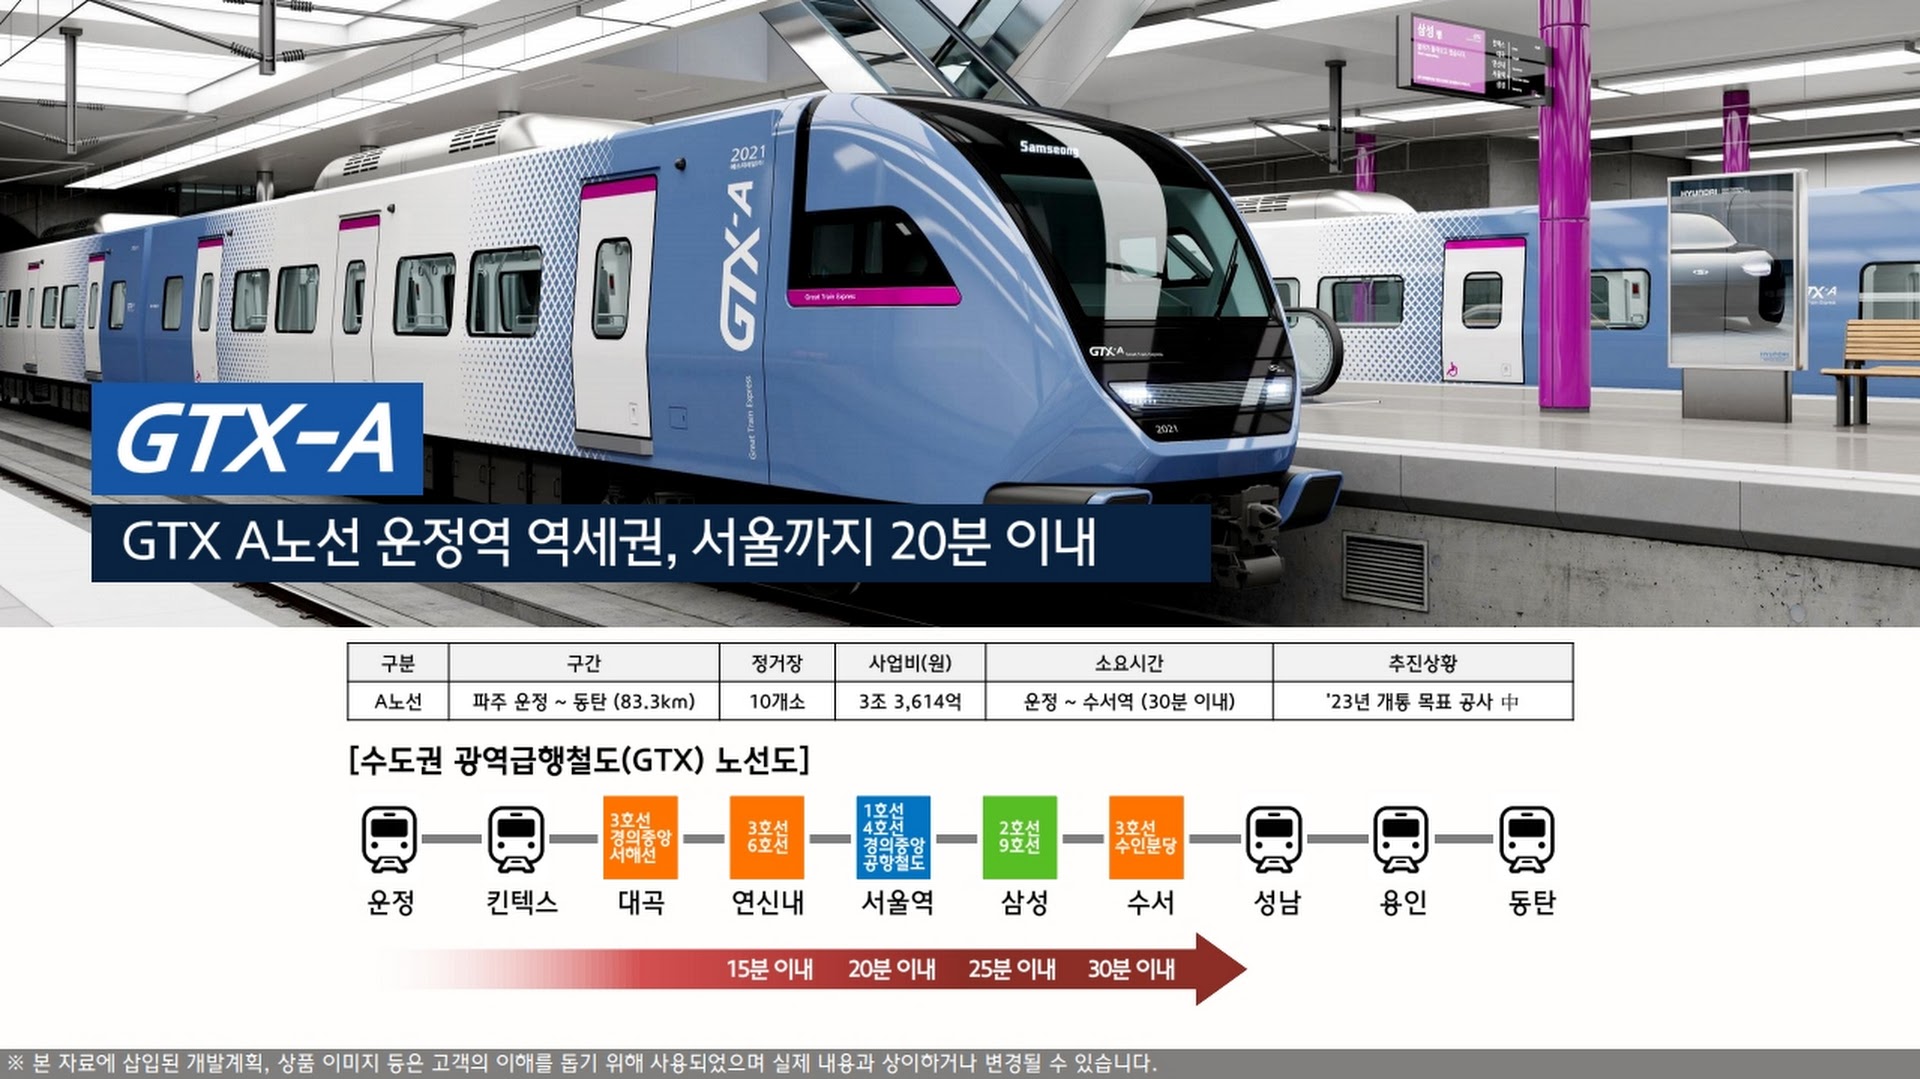 삼성
Samseong
2021
GTX-A
Great Train Express
Great Train Express
GTX-A
2021
HYUNDAI
TX-A
GTX-A
GTX A노선 운정역 역세권, 서울까지 20분 이내
구분 구간 정거장 사업비(원) 소요시간 추진상황
A노선 파주 운정 ~ 동탄 (83.3km) 10개소 3조 3,614억 운정 ~ 수서역 (30분 이내) '23년 개통 목표 공사 中
[수도권 광역급행철도(GTX) 노선도]
3호선
경의중앙
서해선
3호선
6호선
1호선
4호선
경의중앙
공항철도
2호선
9호선
3호선
수인분당
운정 킨텍스 대곡 연신내 서울역 삼성 수서 성남 용인 동탄
15분 이내 20분 이내 25분 이내 30분 이내
※ 본 자료에 삽입된 개발계획, 상품 이미지 등은 고객의 이해를 돕기 위해 사용되었으며 실제 내용과 상이하거나 변경될 수 있습니다.